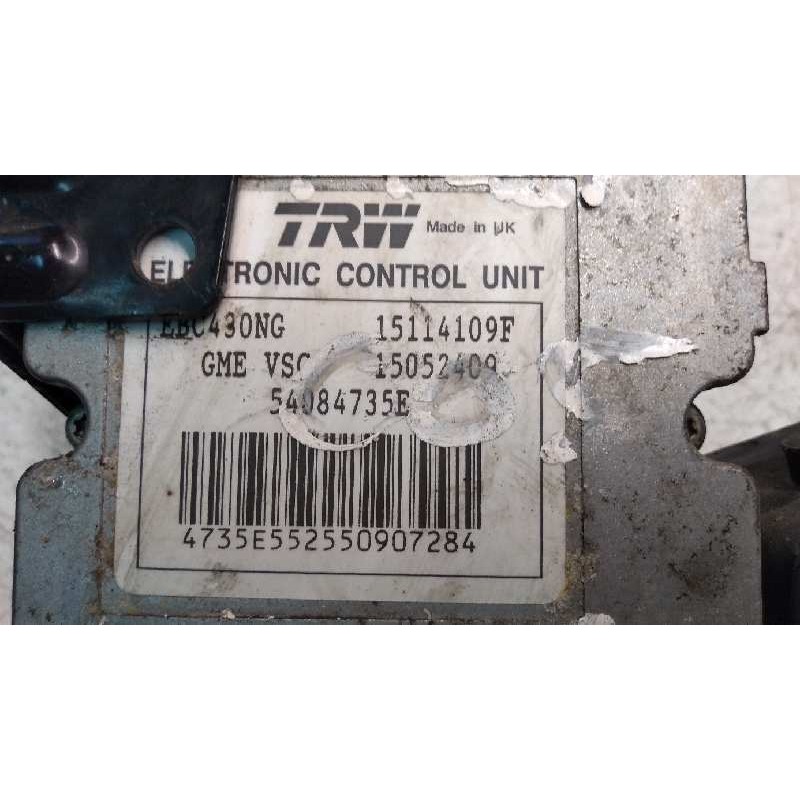 TRW Made in UK
ELECTRONIC CONTROL UNIT
EBC430NG 15114109F
GME VSC 15052409
54084735E
4735E552550907284